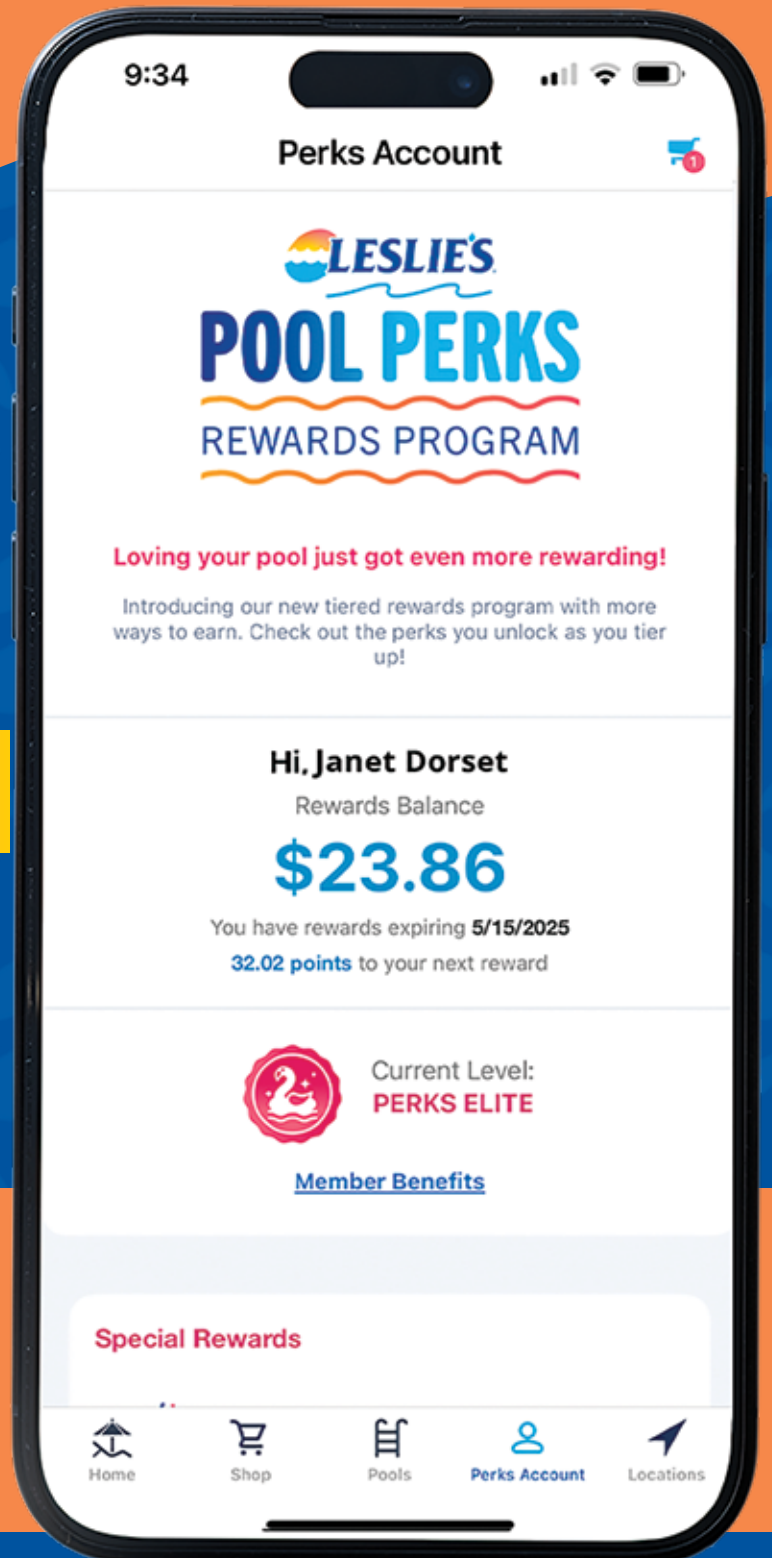 9:34
Perks Account
1
LESLIE'S
POOL PERKS
REWARDS PROGRAM
Loving your pool just got even more rewarding!
Introducing our new tiered rewards program with more
ways to earn. Check out the perks you unlock as you tier
up!
Hi, Janet Dorset
Rewards Balance
$23.86
You have rewards expiring 5/15/2025
32.02 points to your next reward
Current Level:
PERKS ELITE
Member Benefits
Special Rewards
Home Shop Pools Perks Account Locations